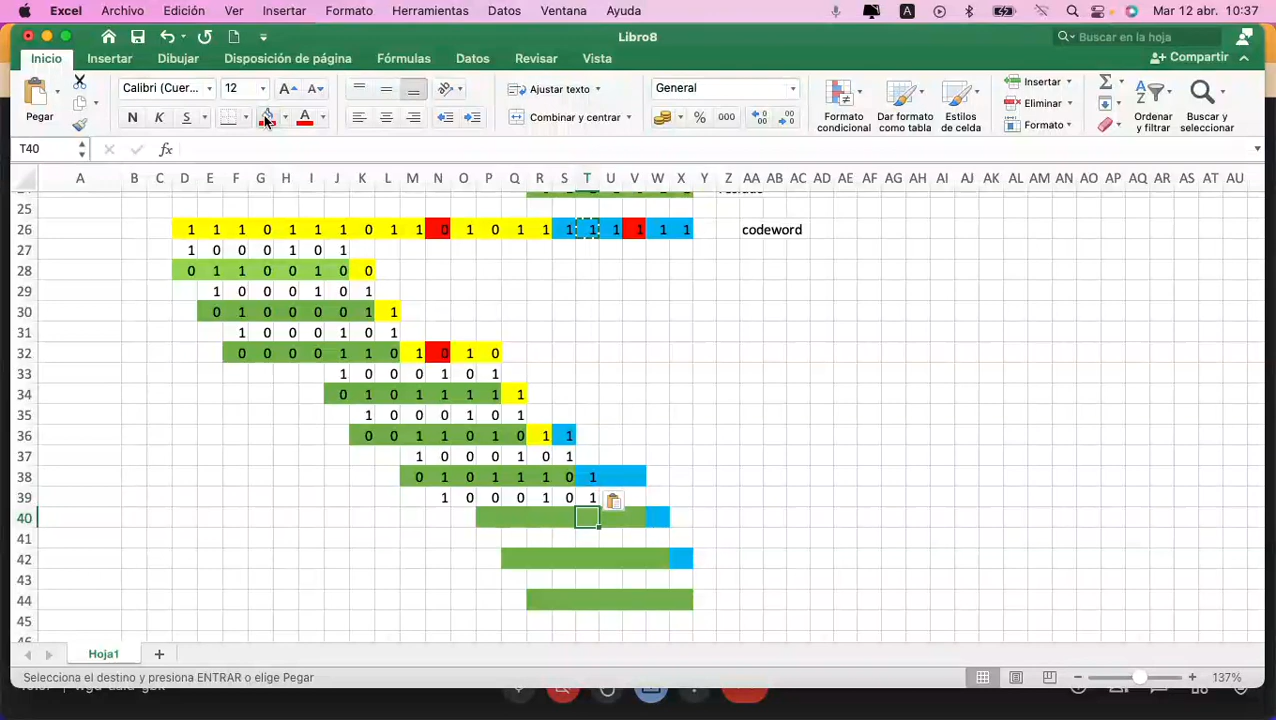 Excel Archivo Edición Ver Insertar Formato Herramientas Datos Ventana Ayuda A Mar 12 abr. 10:37
Libro8
Buscar en la hoja
Inicio Insertar Dibujar Disposición de página Fórmulas Datos Revisar Vista Compartir
Calibri (Cuer... 12 A A Ajustar texto General Insertar
Pegar N K S A Combinar y centrar % 000 Formato condicional Dar formato como tabla Estilos de celda Eliminar Formato Ordenar y filtrar Buscar y seleccionar
T40 fx
A B C D E F G H I J K L M N O P Q R S T U V W X Y Z AA AB AC AD AE AF AG AH AI AJ AK AL AM AN AO AP AQ AR AS AT AU
25
26 1 1 1 0 1 1 1 0 1 1 0 1 0 1 1 1 1 1 1 1 1 codeword
27 1 0 0 0 1 0 1
28 0 1 1 0 0 1 0 0
29 1 0 0 0 1 0 1
30 0 1 0 0 0 0 1 1
31 1 0 0 0 1 0 1
32 0 0 0 0 1 1 0 1 0 1 0
33 1 0 0 0 1 0 1
34 0 1 0 1 1 1 1 1
35 1 0 0 0 1 0 1
36 0 0 1 1 0 1 0 1 1
37 1 0 0 0 1 0 1
38 0 1 0 1 1 1 0 1
39 1 0 0 0 1 0 1
40
41
42
43
44
45
Hoja1
Selecciona el destino y presiona ENTRAR o elige Pegar 137%